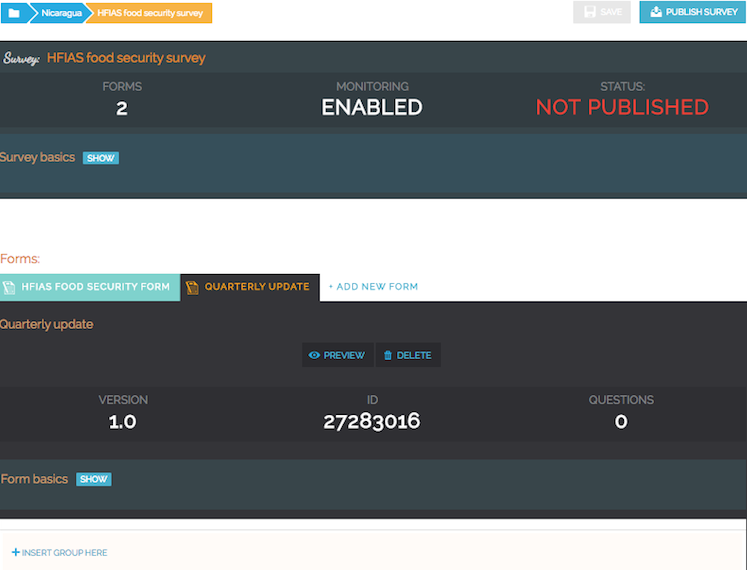 Nicaragua HFIAS food security survey SAVE PUBLISH SURVEY
Survey: HFIAS food security survey
FORMS MONITORING STATUS:
2 ENABLED NOT PUBLISHED
Survey basics SHOW
Forms:
HFIAS FOOD SECURITY FORM QUARTERLY UPDATE + ADD NEW FORM
Quarterly update
PREVIEW DELETE
VERSION ID QUESTIONS
1.0 27283016 0
Form basics SHOW
+ INSERT GROUP HERE